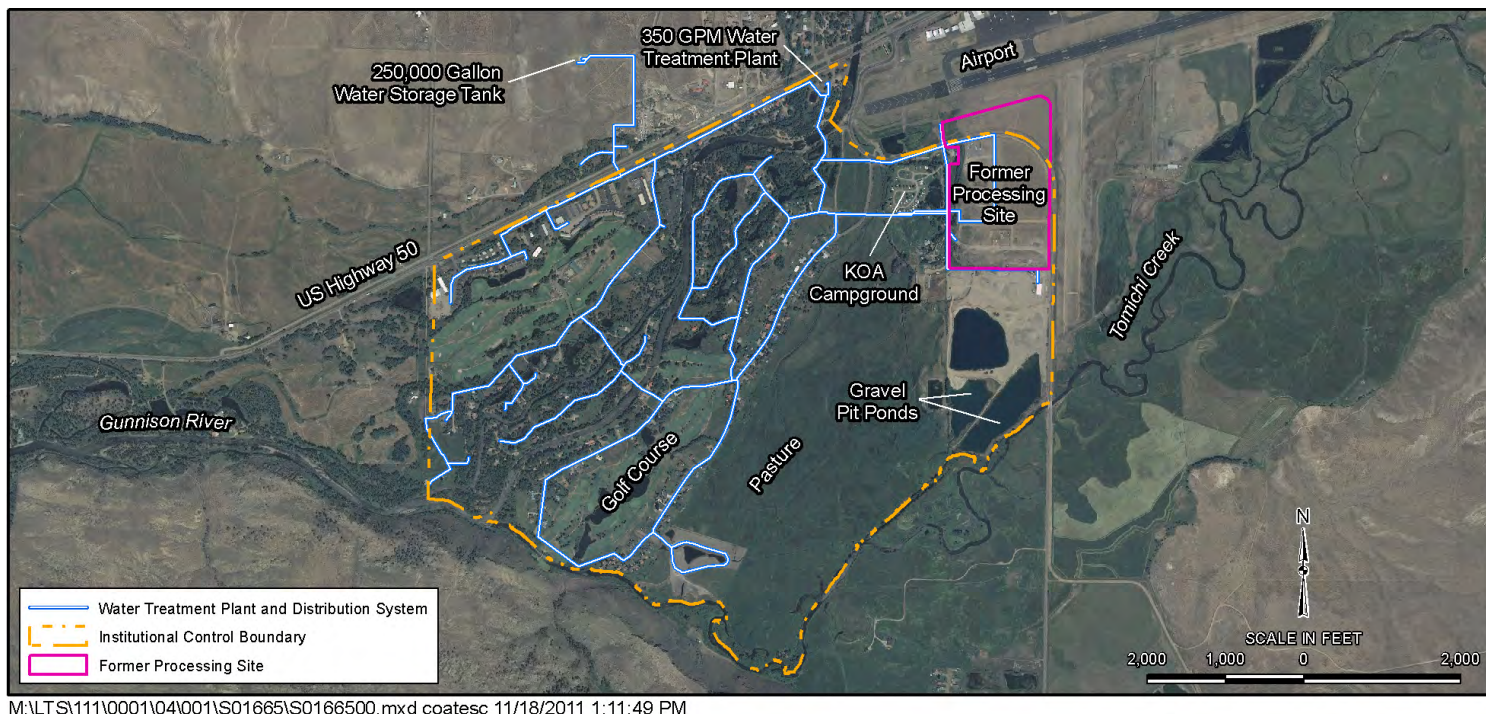 350 GPM Water
Treatment Plant
Airport
250,000 Gallon
Water Storage Tank
Former
Processing
Site
US Highway 50
KOA
Campground
Tomichi Creek
Gunnison River
Gravel
Pit Ponds
Golf Course
Pasture
N
Water Treatment Plant and Distribution System
Institutional Control Boundary
Former Processing Site
SCALE IN FEET
2,000 1,000 0 2,000
M:\LTS\111\0001\04\001\S01665\S0166500.mxd coatesc 11/18/2011 1:11:49 PM